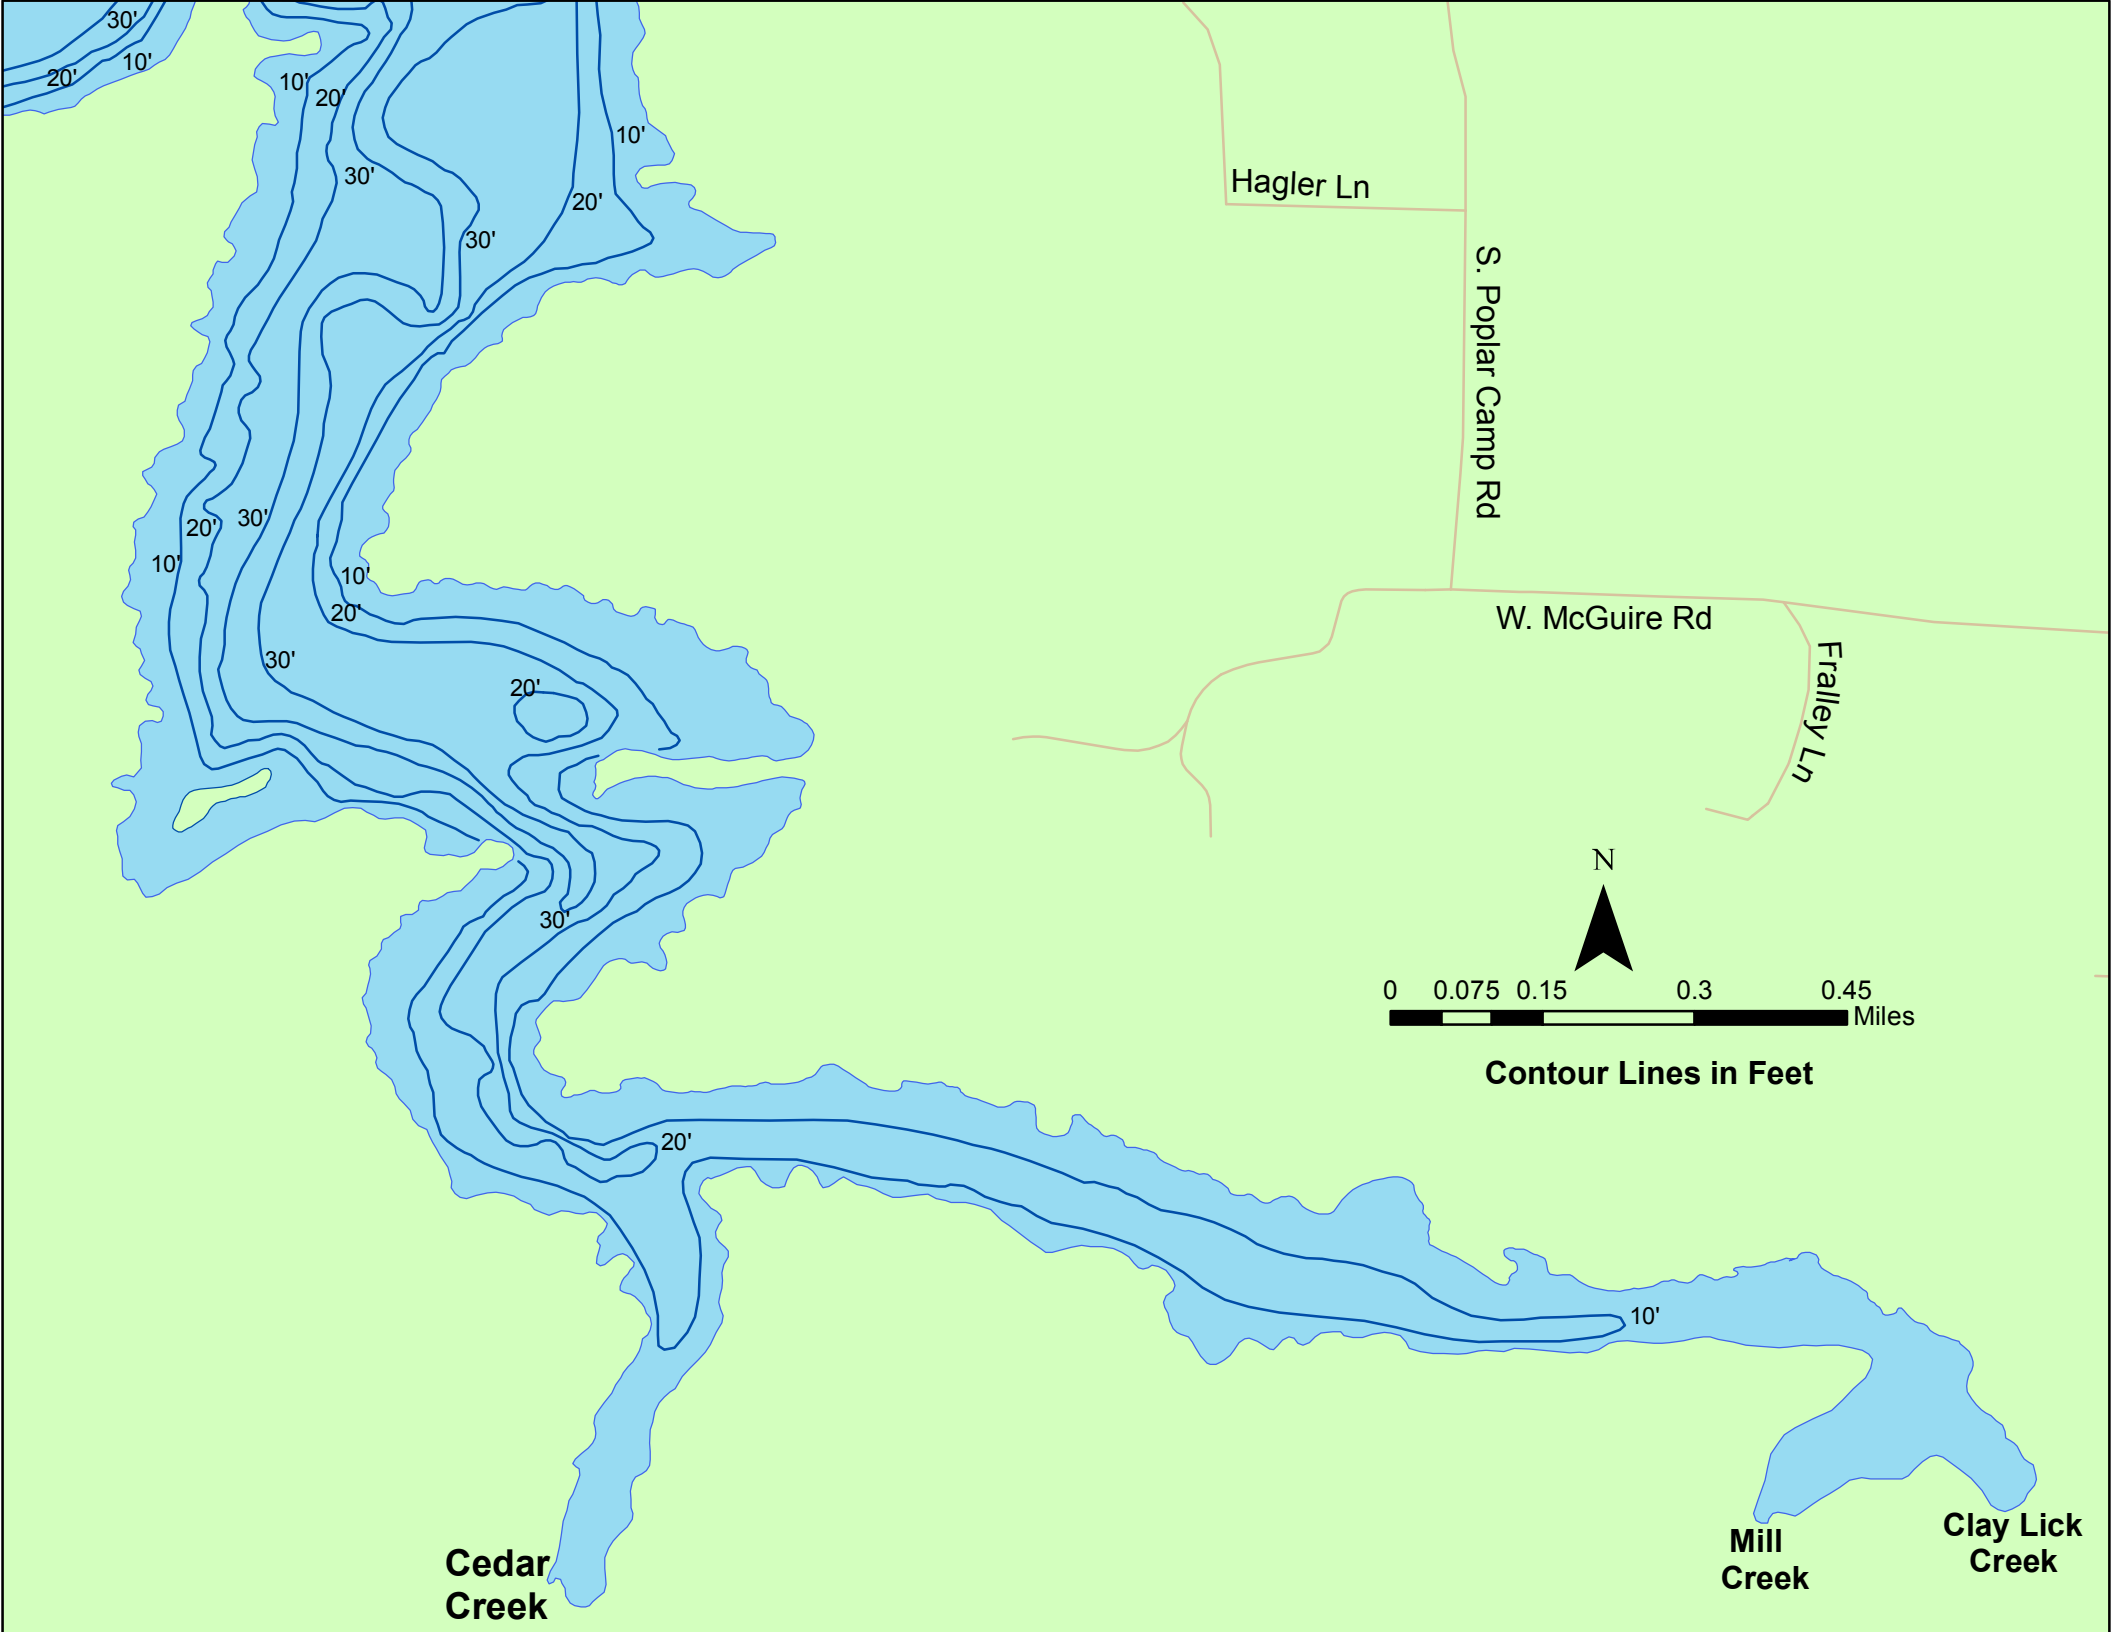 30'
10'
20'
10'
20'
10'
30'
20'
30'
Hagler Ln
S. Poplar Camp Rd
30'
20'
10'
10'
20'
W. McGuire Rd
30'
20'
Fralley Ln
30'
N
0 0.075 0.15 0.3 0.45
Miles
Contour Lines in Feet
20'
10'
Cedar
Creek
Mill
Creek
Clay Lick
Creek